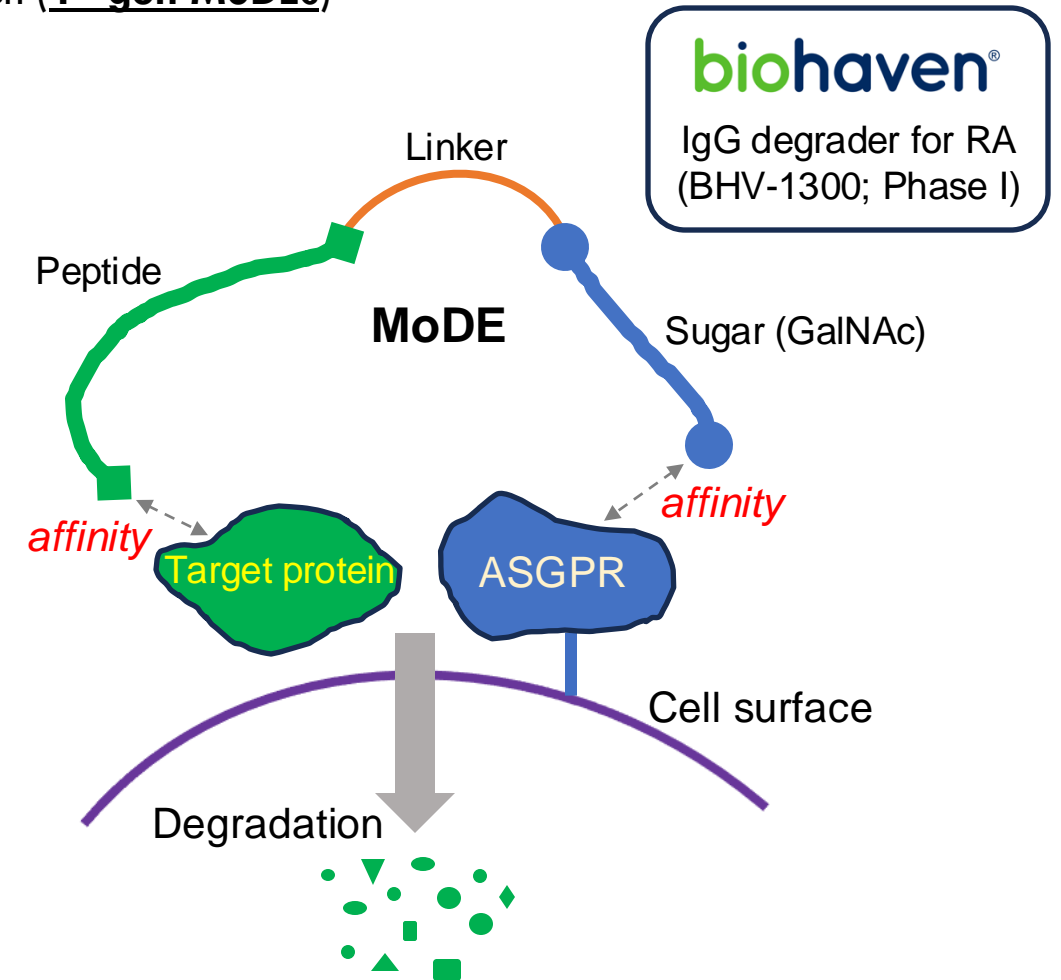 biohaven®
IgG degrader for RA
(BHV-1300; Phase I)
Linker
Peptide
MoDE
Sugar (GalNAc)
affinity
affinity
Target protein
ASGPR
Cell surface
Degradation